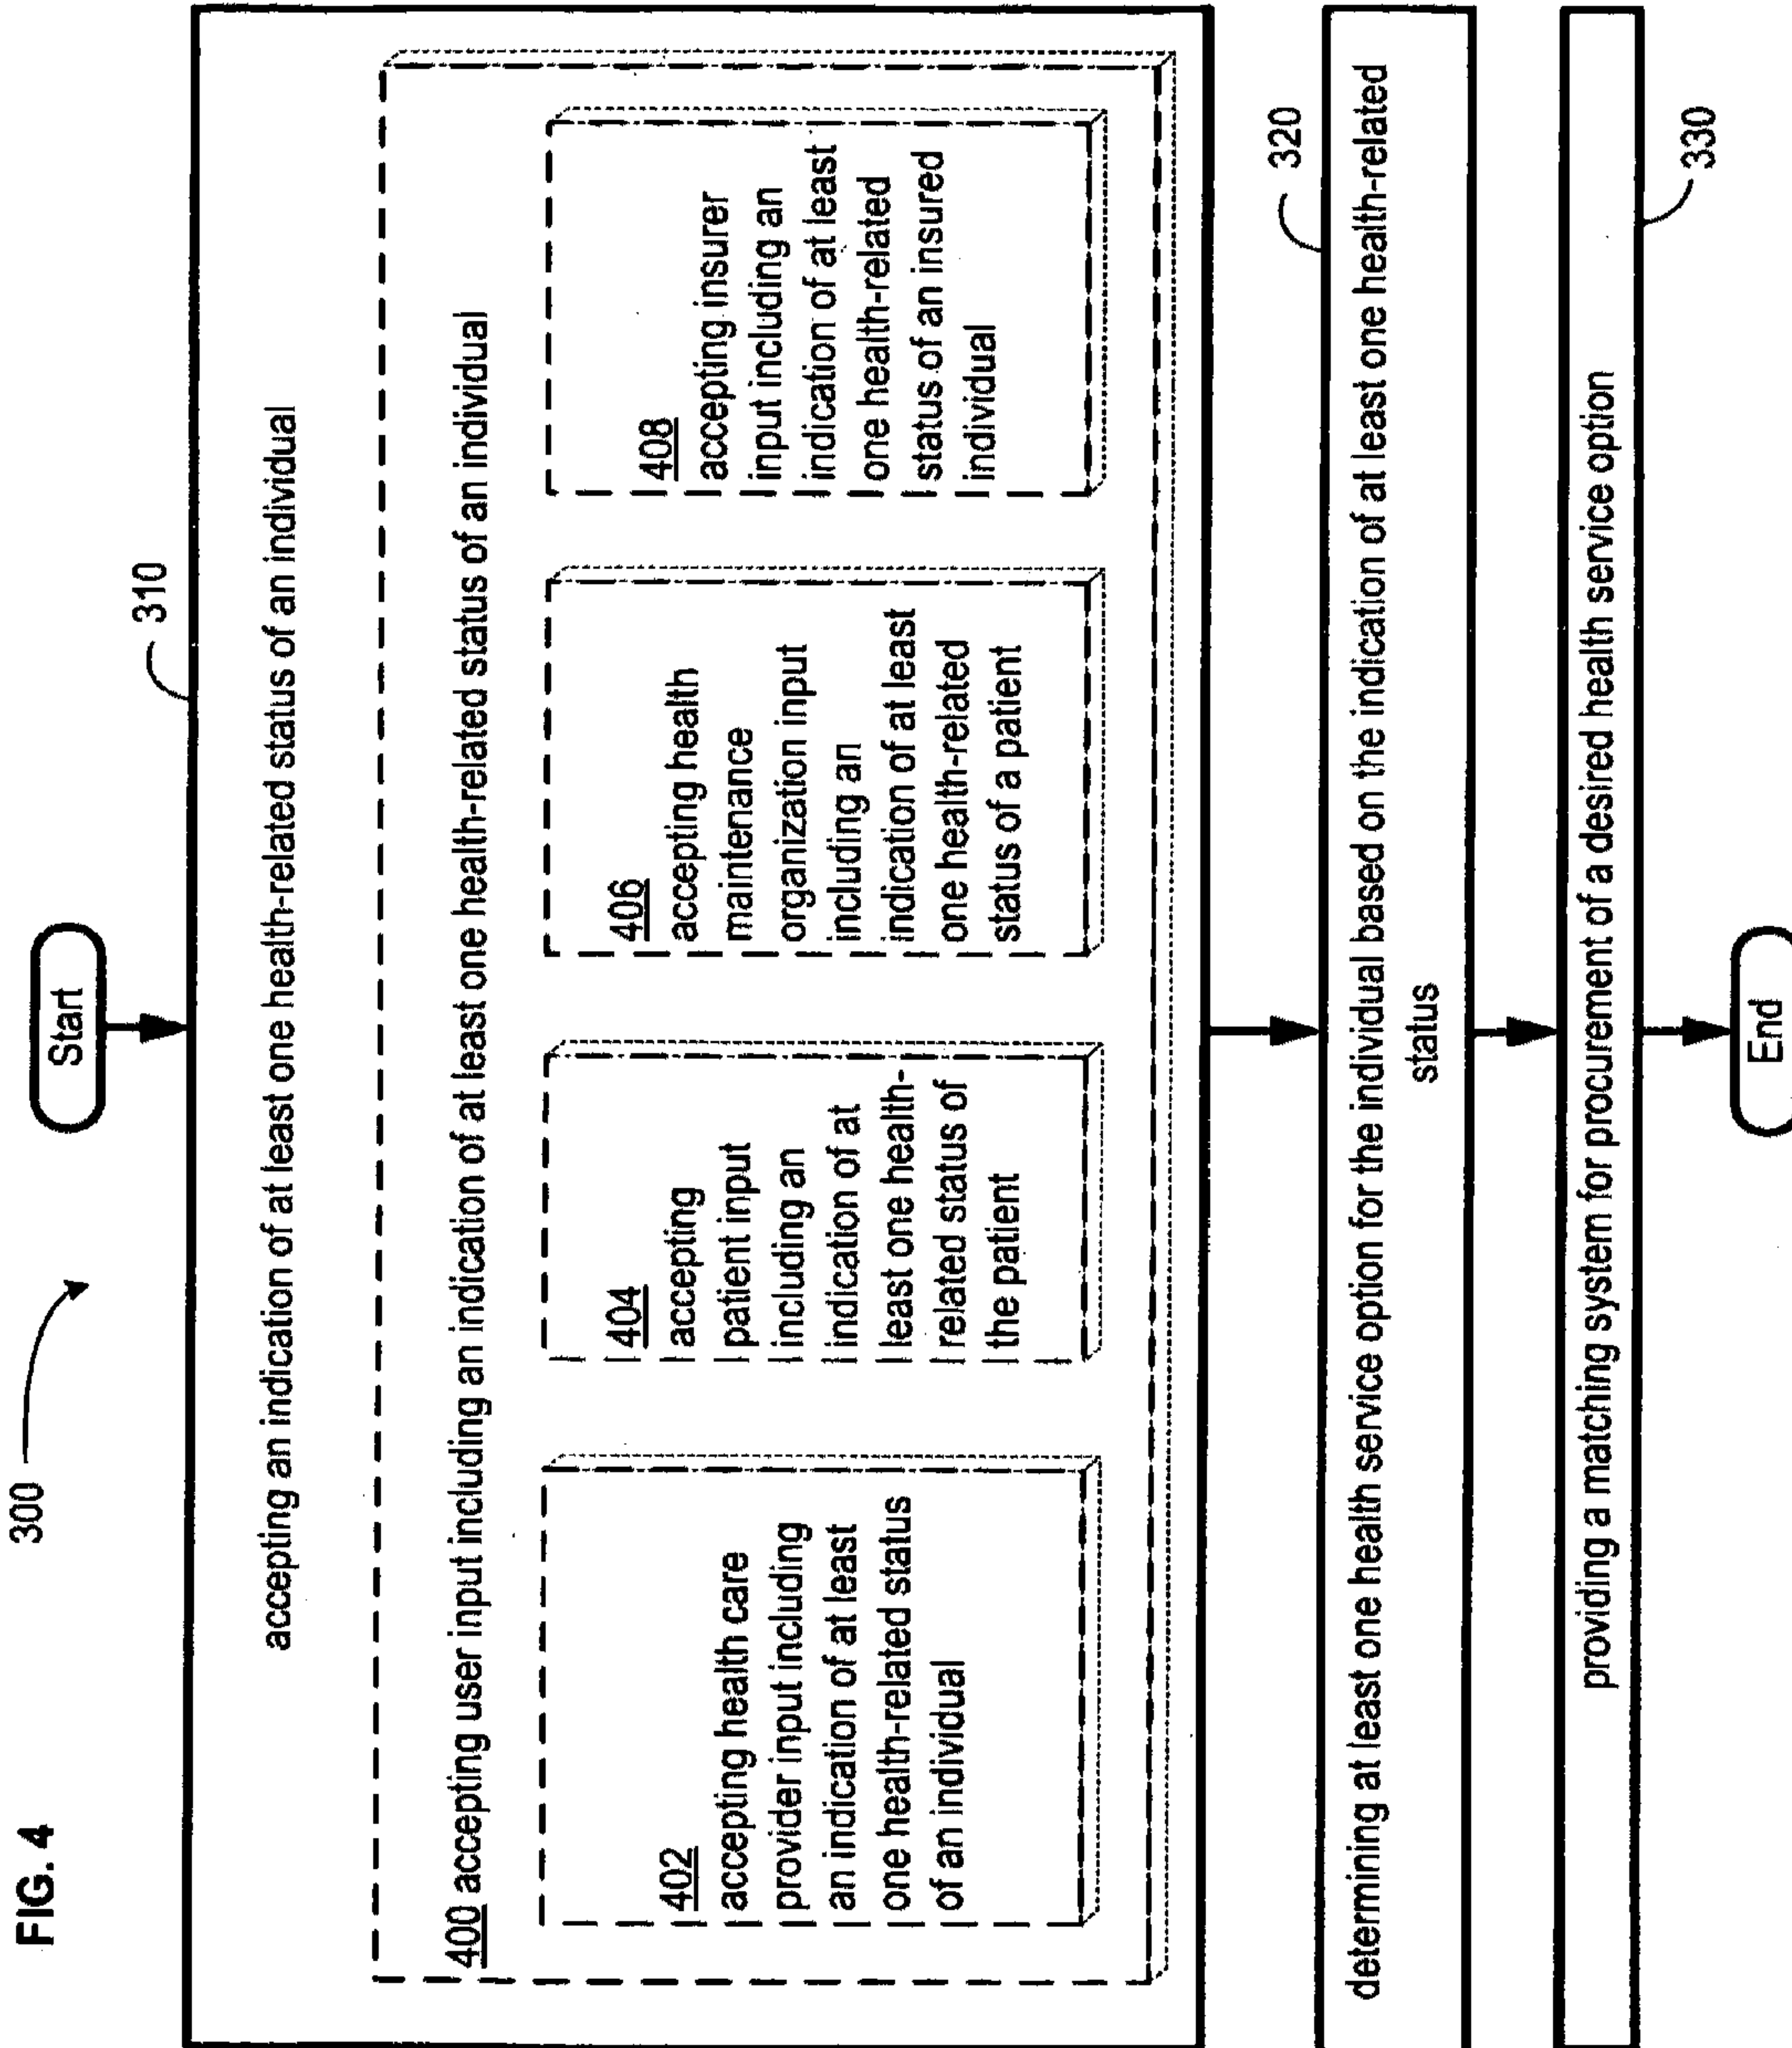 FIG. 4
300
Start
310
accepting an indication of at least one health-related status of an individual
400 accepting user input including an indication of at least one health-related status of an individual
402
accepting health care
provider input including
an indication of at least
one health-related status
of an individual
404
accepting
patient input
including an
indication of at
least one health-
related status of
the patient
406
accepting health
maintenance
organization input
including an
indication of at least
one health-related
status of a patient
408
accepting insurer
input including an
indication of at least
one health-related
status of an insured
individual
320
determining at least one health service option for the individual based on the indication of at least one health-related
status
330
providing a matching system for procurement of a desired health service option
End